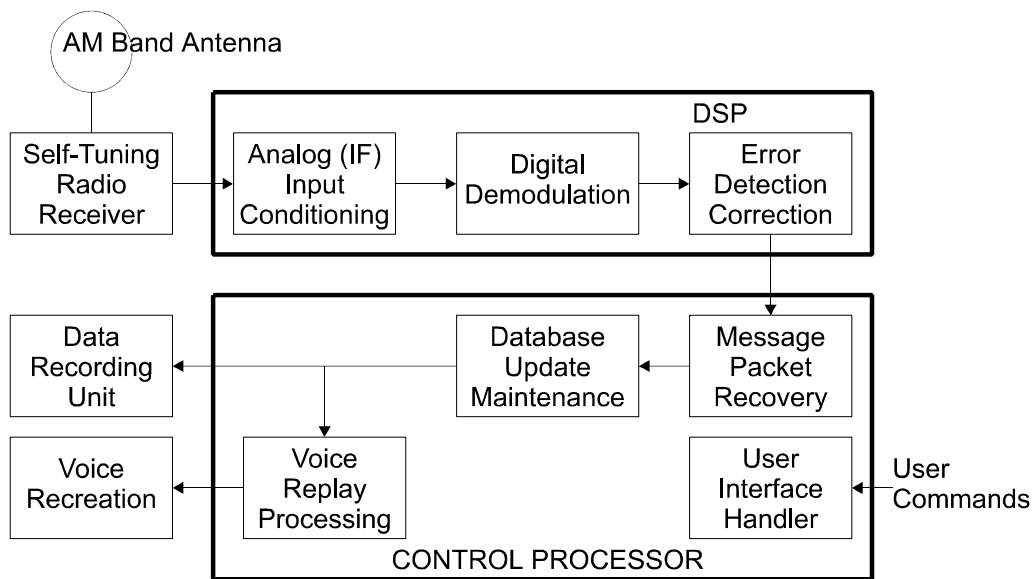 AM Band Antenna
DSP
Self-Tuning
Radio
Receiver
Analog (IF)
Input
Conditioning
Digital
Demodulation
Error
Detection
Correction
Data
Recording
Unit
Database
Update
Maintenance
Message
Packet
Recovery
Voice
Recreation
Voice
Replay
Processing
User
Interface
Handler
User
Commands
CONTROL PROCESSOR